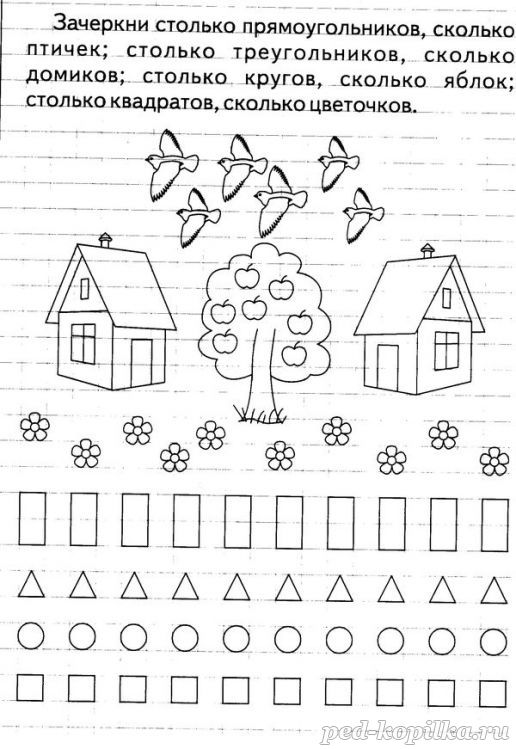 Зачеркни столько прямоугольников, сколько
птичек; столько треугольников, сколько
домиков; столько кругов, сколько яблок;
столько квадратов, сколько цветочков.
ped-kopilka.ru